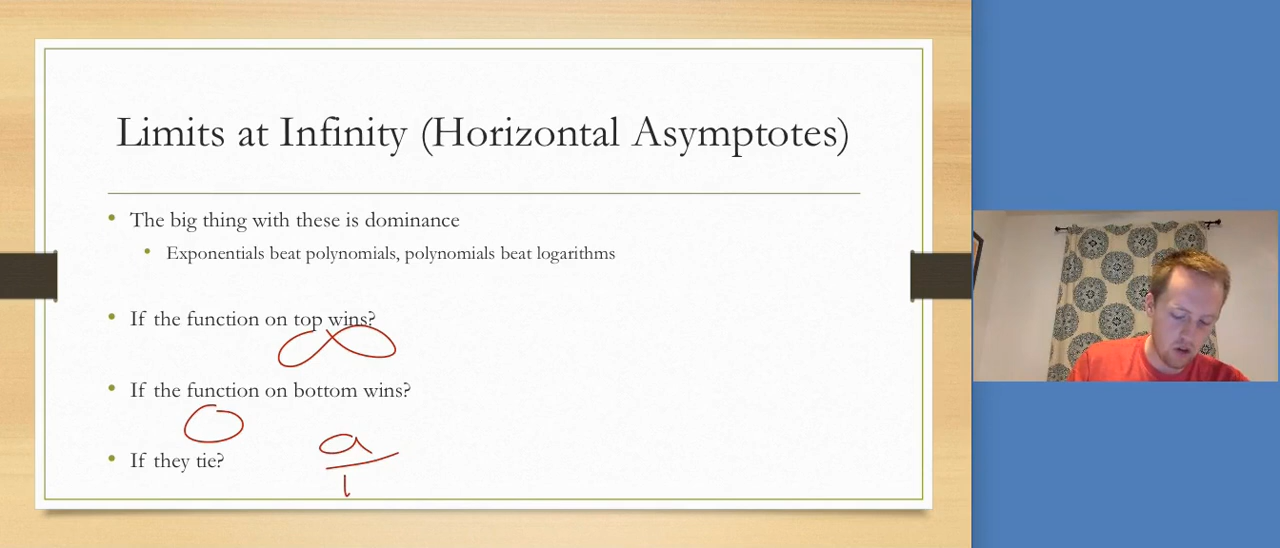 Limits at Infinity (Horizontal Asymptotes)
• The big thing with these is dominance
• Exponentials beat polynomials, polynomials beat logarithms
• If the function on top wins?
∞
• If the function on bottom wins?
0
• If they tie?
a